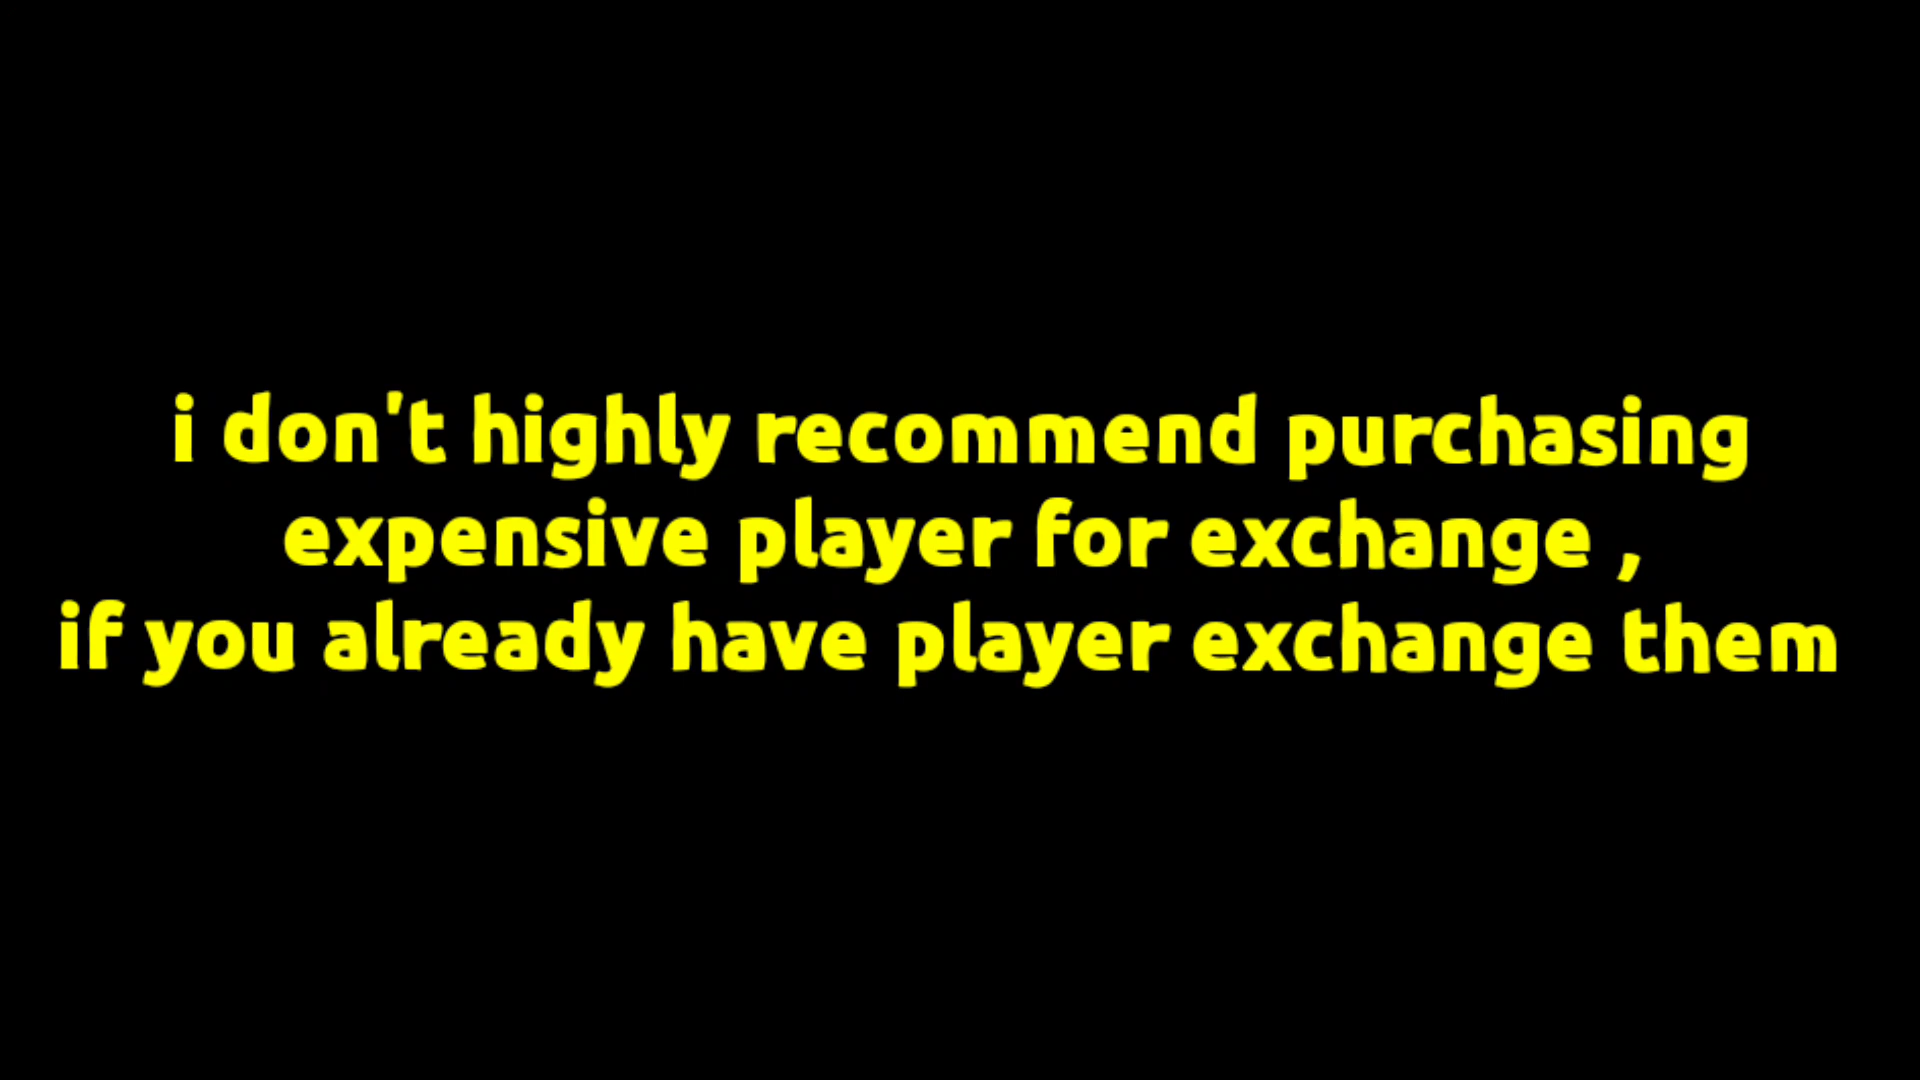 i don't highly recommend purchasing
expensive player for exchange ,
if you already have player exchange them